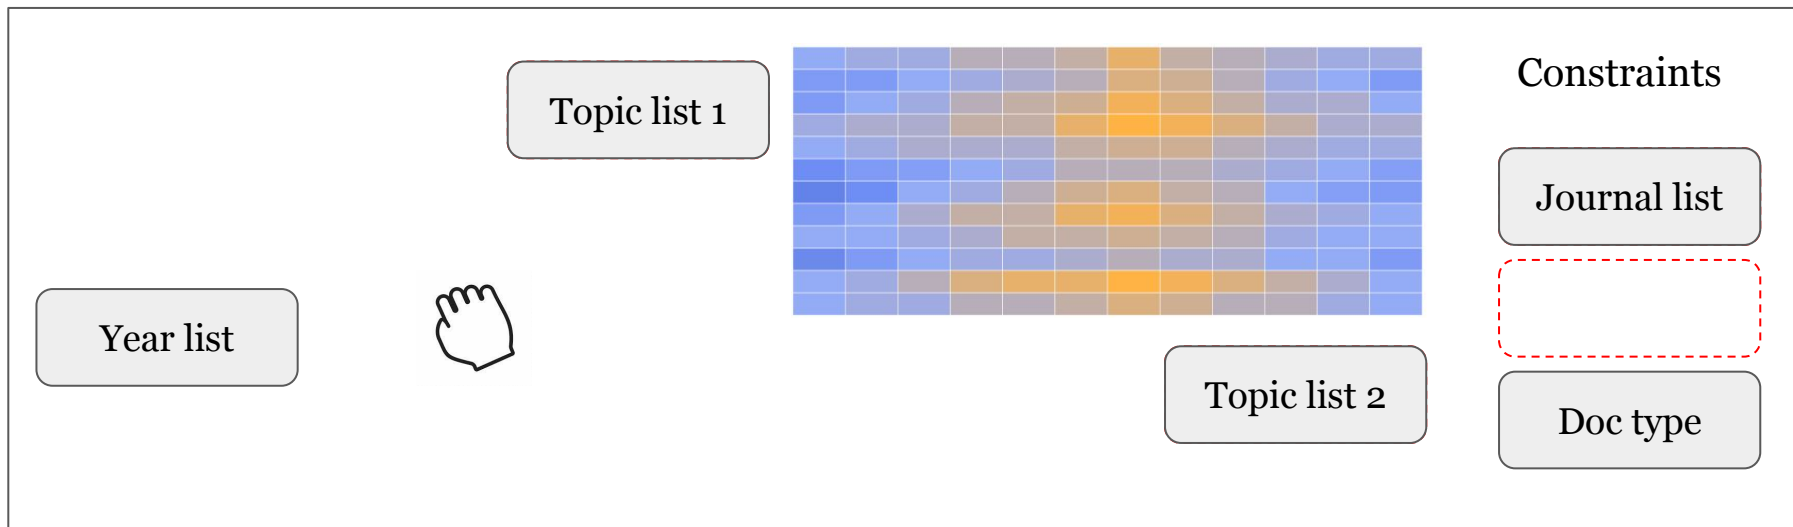 Topic list 1
Constraints
Journal list
Year list
Topic list 2
Doc type